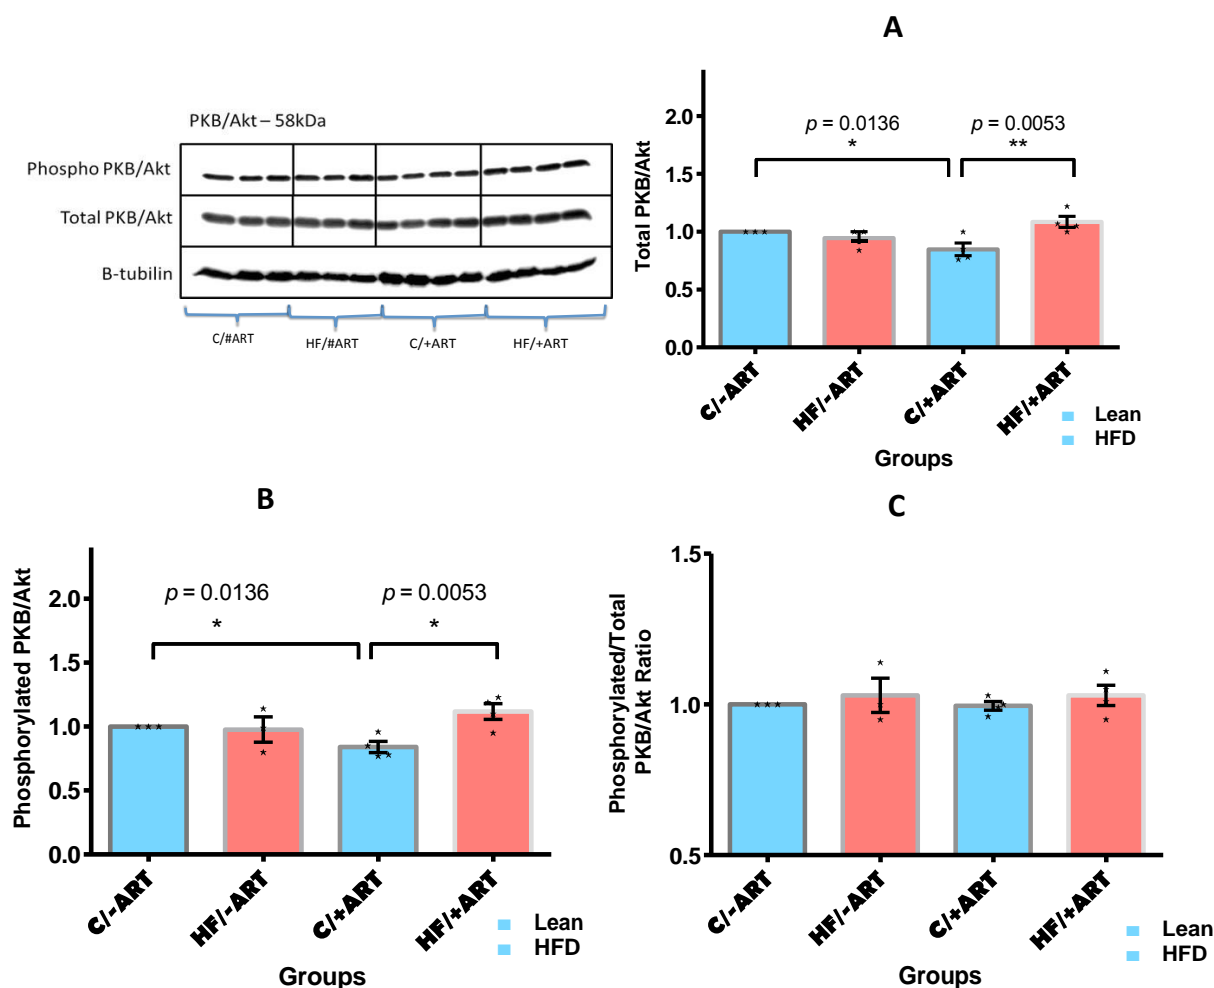 A
PKB/Akt – 58kDa
Phospho PKB/Akt
Total PKB/Akt
B-tubilin
C/#ART
HF/#ART
C/+ART
HF/+ART
Total PKB/Akt
2.0
1.5
1.0
0.5
0.0
p = 0.0136
*
p = 0.0053
**
C/-ART
HF/-ART
C/+ART
HF/+ART
Groups
Lean
HFD
B
Phosphorylated PKB/Akt
2.0
1.5
1.0
0.5
0.0
p = 0.0136
*
p = 0.0053
*
C/-ART
HF/-ART
C/+ART
HF/+ART
Groups
Lean
HFD
C
Phosphorylated/Total
PKB/Akt Ratio
1.5
1.0
0.5
C/-ART
HF/-ART
C/+ART
HF/+ART
Groups
Lean
HFD